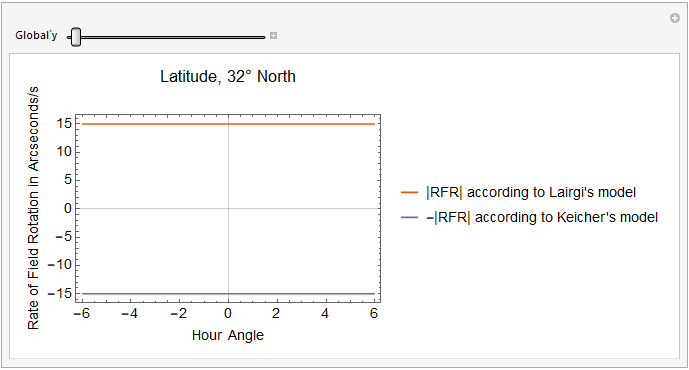 Global`y
Latitude, 32° North
Rate of Field Rotation in Arcseconds/s
15
10
5
0
−5
−10
−15
−6 −4 −2 0 2 4 6
Hour Angle
|RFR| according to Lairgi's model
−|RFR| according to Keicher's model